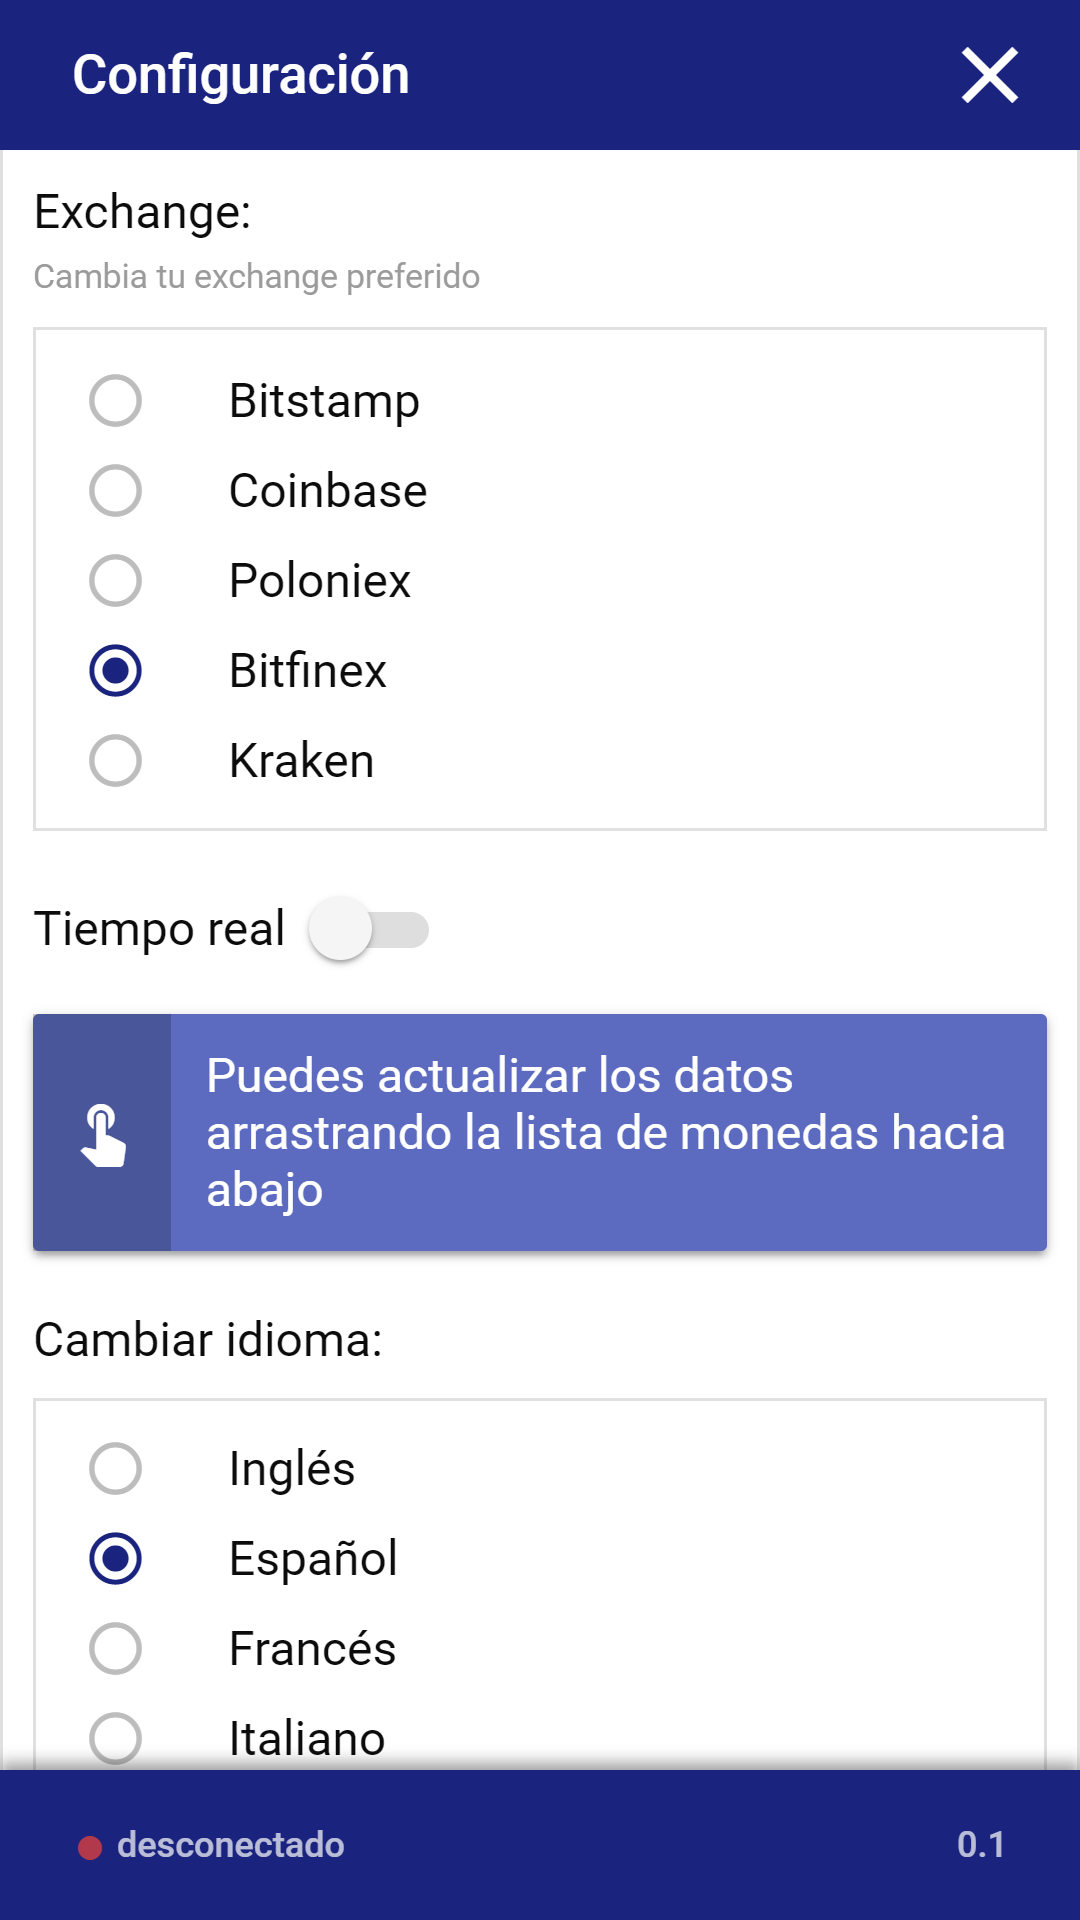 Configuración
Exchange:
Cambia tu exchange preferido
Bitstamp
Coinbase
Poloniex
Bitfinex
Kraken
Tiempo real
Puedes actualizar los datos
arrastrando la lista de monedas hacia
abajo
Cambiar idioma:
Inglés
Español
Francés
Italiano
desconectado
0.1